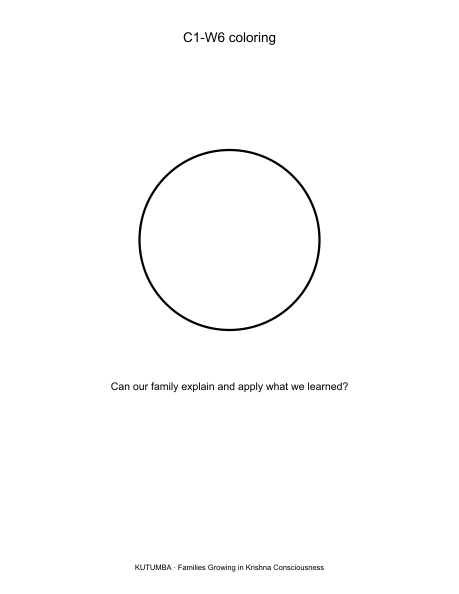 C1-W6 coloring
Can our family explain and apply what we learned?
KUTUMBA · Families Growing in Krishna Consciousness